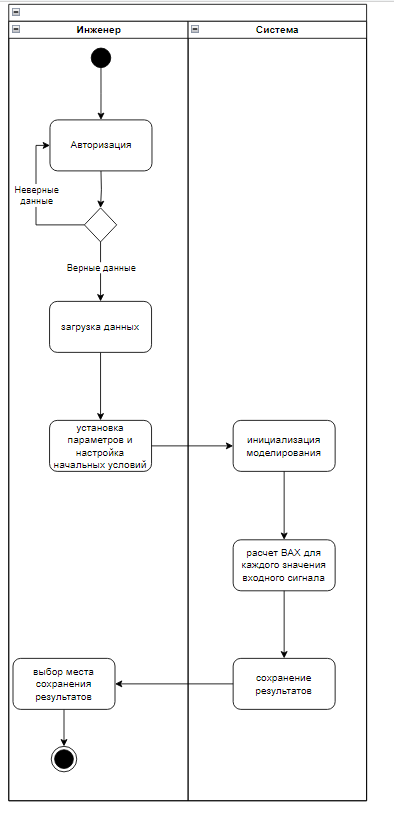 Инженер
Система
Авторизация
Неверные
данные
Верные данные
загрузка данных
установка
параметров и
настройка
начальных условий
инициализация
моделирования
расчет ВАХ для
каждого значения
входного сигнала
выбор места
сохранения
результатов
сохранение
результатов